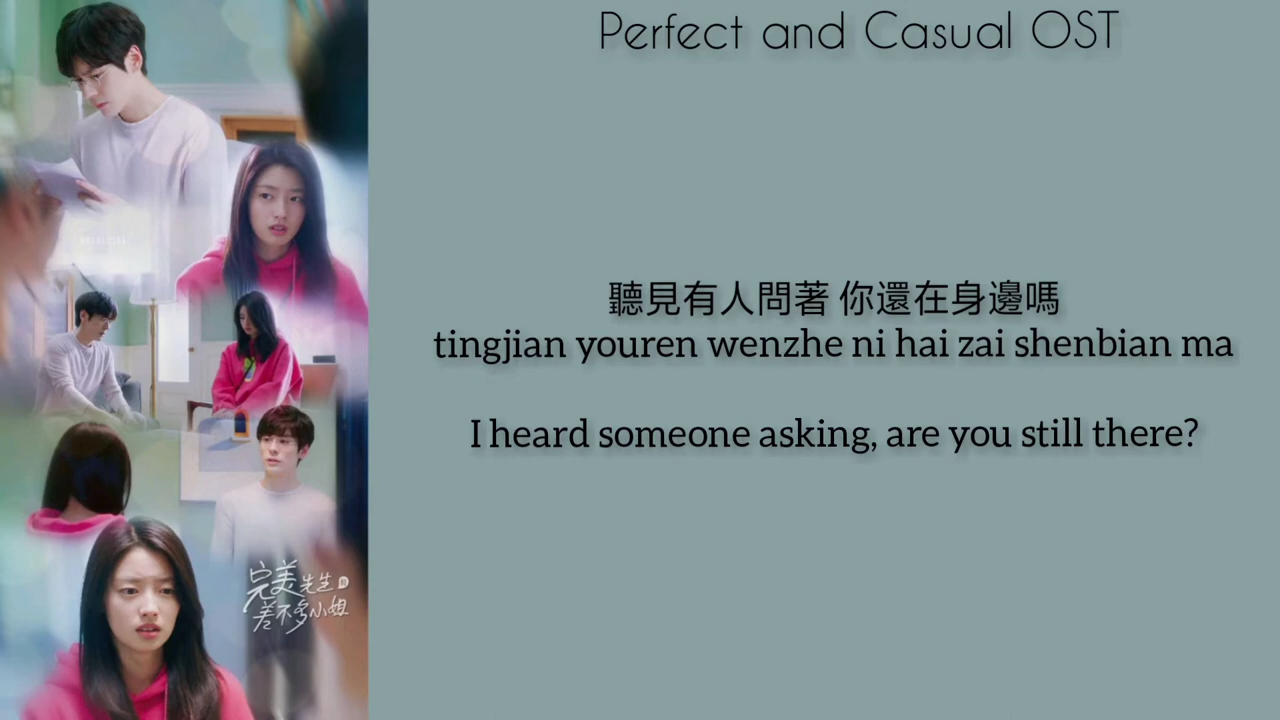 Perfect and Casual OST
聽見有人問著 你還在身邊嗎
tingjian youren wenzhe ni hai zai shenbian ma
I heard someone asking, are you still there?
完美先生和
差不多小姐